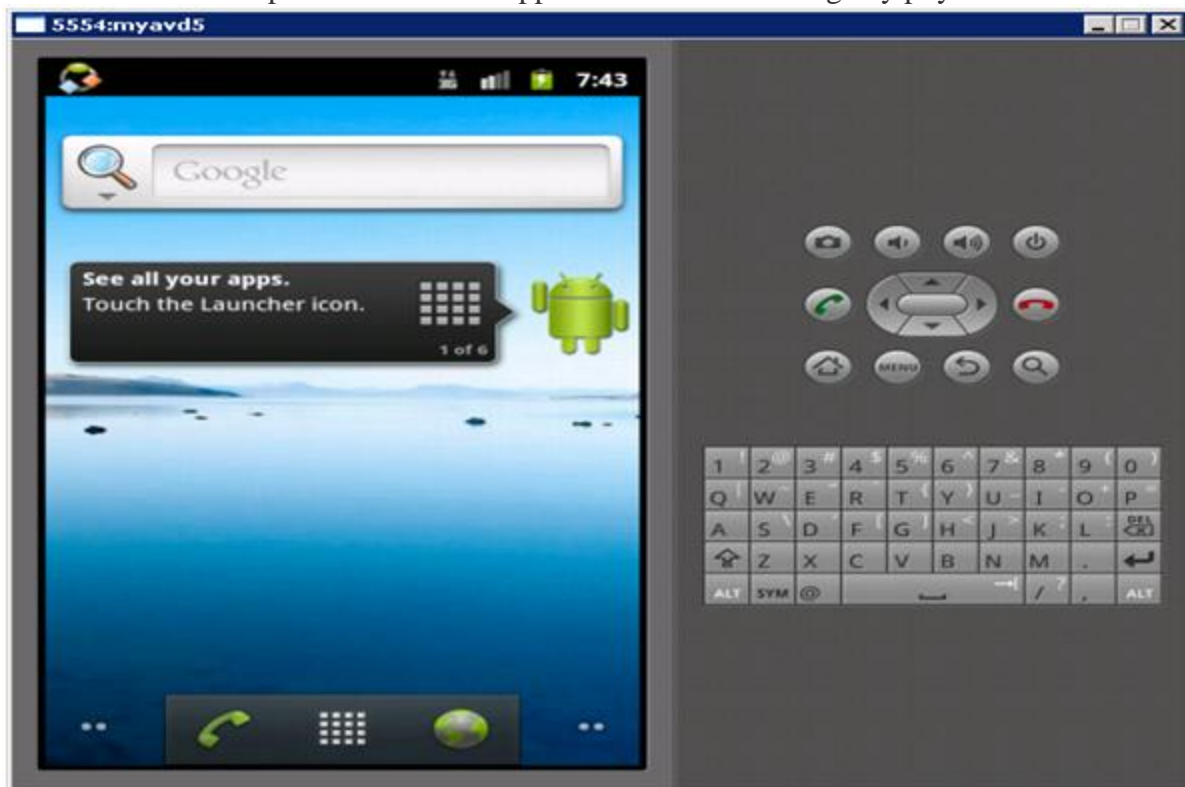 5554:myavd5
7:43
Google
See all your apps.
Touch the Launcher icon.
1 of 6
MENU
1 ! 2 @ 3 # 4 $ 5 % 6 ^ 7 & 8 * 9 ( 0 )
Q W E R T Y U I O P
A S D F G H J K L DEL
Z X C V B N M .
ALT SYM @ / ? , ALT